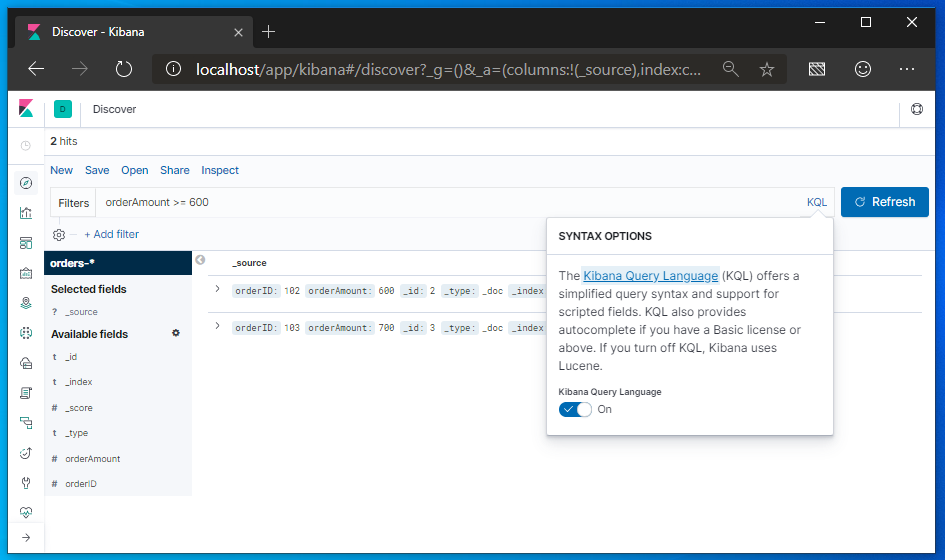 Discover - Kibana
localhost/app/kibana#/discover?_g=()&_a=(columns:!(_source),index:c...
D
Discover
2 hits
New Save Open Share Inspect
Filters orderAmount >= 600 KQL Refresh
+ Add filter
SYNTAX OPTIONS
The Kibana Query Language (KQL) offers a
simplified query syntax and support for
scripted fields. KQL also provides
autocomplete if you have a Basic license or
above. If you turn off KQL, Kibana uses
Lucene.
Kibana Query Language
On
orders-*
Selected fields
? _source
Available fields
t _id
t _index
# _score
t _type
# orderAmount
# orderID
_source
orderID: 102 orderAmount: 600 _id: 2 _type: _doc _index
orderID: 103 orderAmount: 700 _id: 3 _type: _doc _index